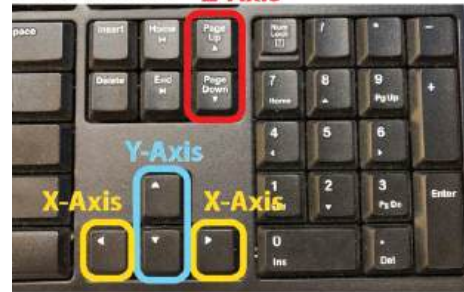 Z-Axis
pace Insert Home Page Up Num Lock / * -
Delete End Page Down 7 Home 8 9 Pg Up +
4 5 6
Y-Axis
X-Axis X-Axis 1 2 3 Pg Dn Enter
0 Ins . Del